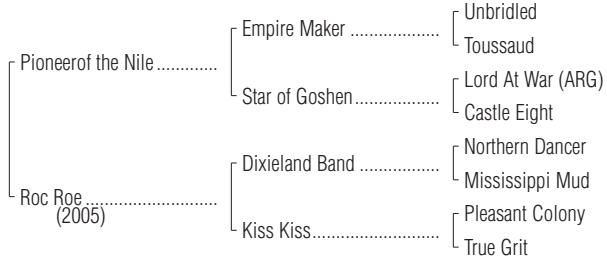 Unbridled
Empire Maker ..................
Toussaud
Pioneerof the Nile ............
Lord At War (ARG)
Star of Goshen .................
Castle Eight
Northern Dancer
Dixieland Band ................
Mississippi Mud
Roc Roe ..........................
(2005)
Pleasant Colony
Kiss Kiss .........................
True Grit